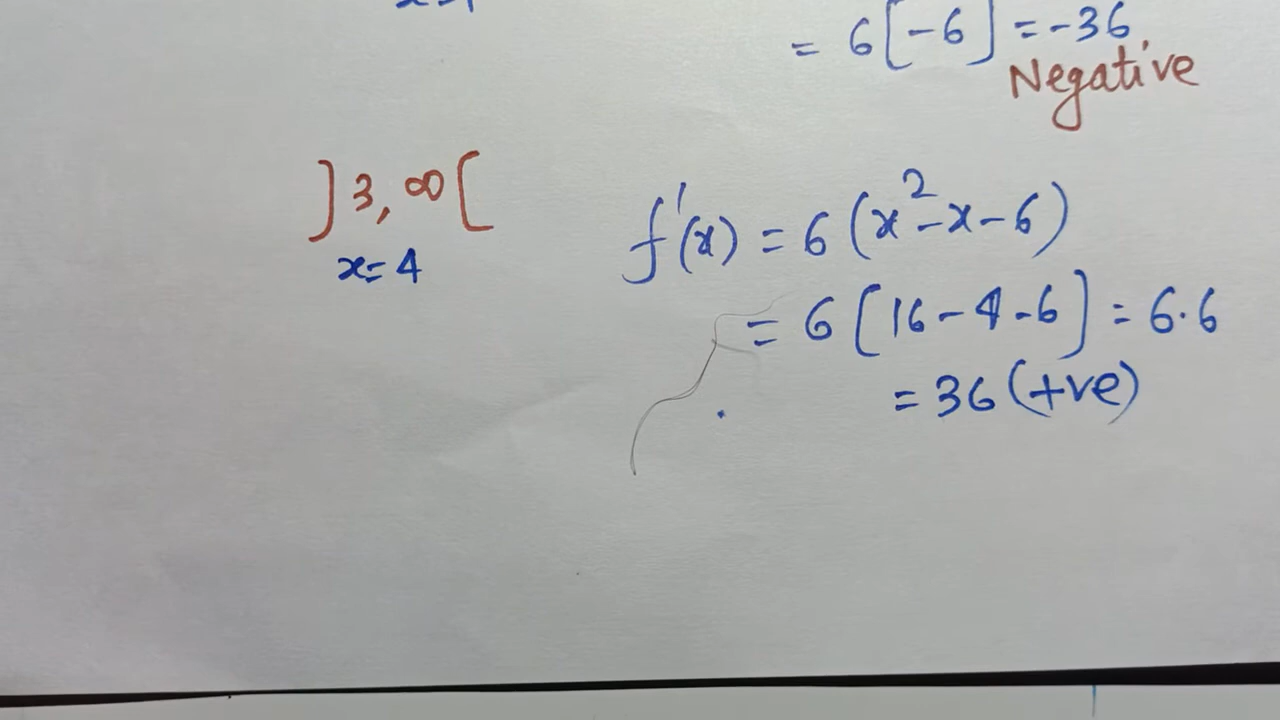 = 6[-6] = -36
Negative
]3, ∞[
x=4
f'(x) = 6(x²-x-6)
= 6[16-4-6] = 6.6
= 36 (+ve)